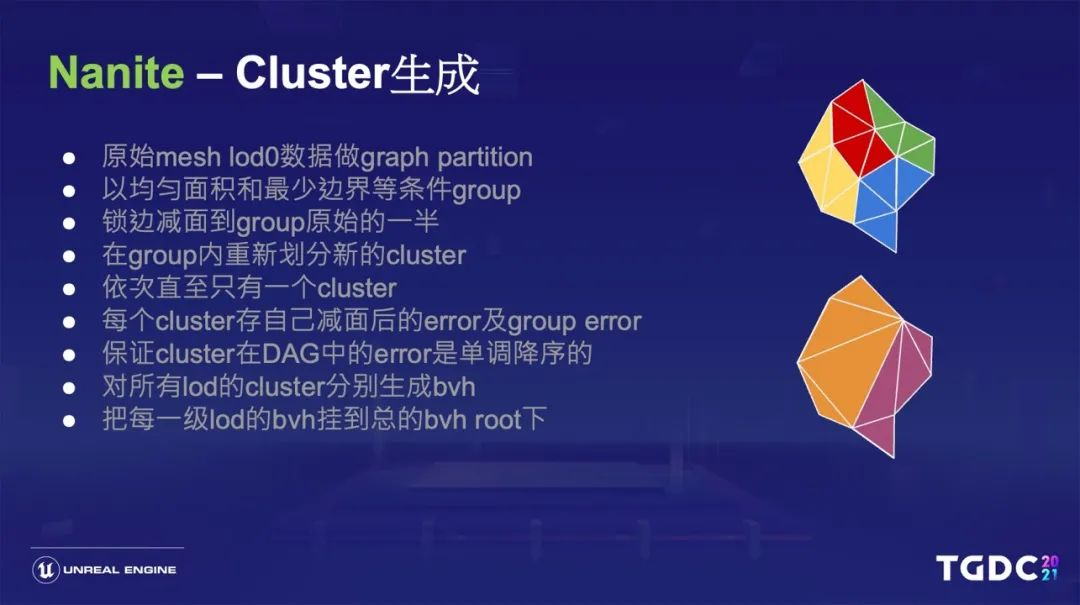 Nanite – Cluster生成
● 原始mesh lod0数据做graph partition
● 以均匀面积和最少边界等条件group
● 锁边减面到group原始的一半
● 在group内重新划分新的cluster
● 依次直至只有一个cluster
● 每个cluster存自己减面后的error及group error
● 保证cluster在DAG中的error是单调降序的
● 对所有lod的cluster分别生成bvh
● 把每一级lod的bvh挂到总的bvh root下
UNREAL ENGINE
TGDC 2021